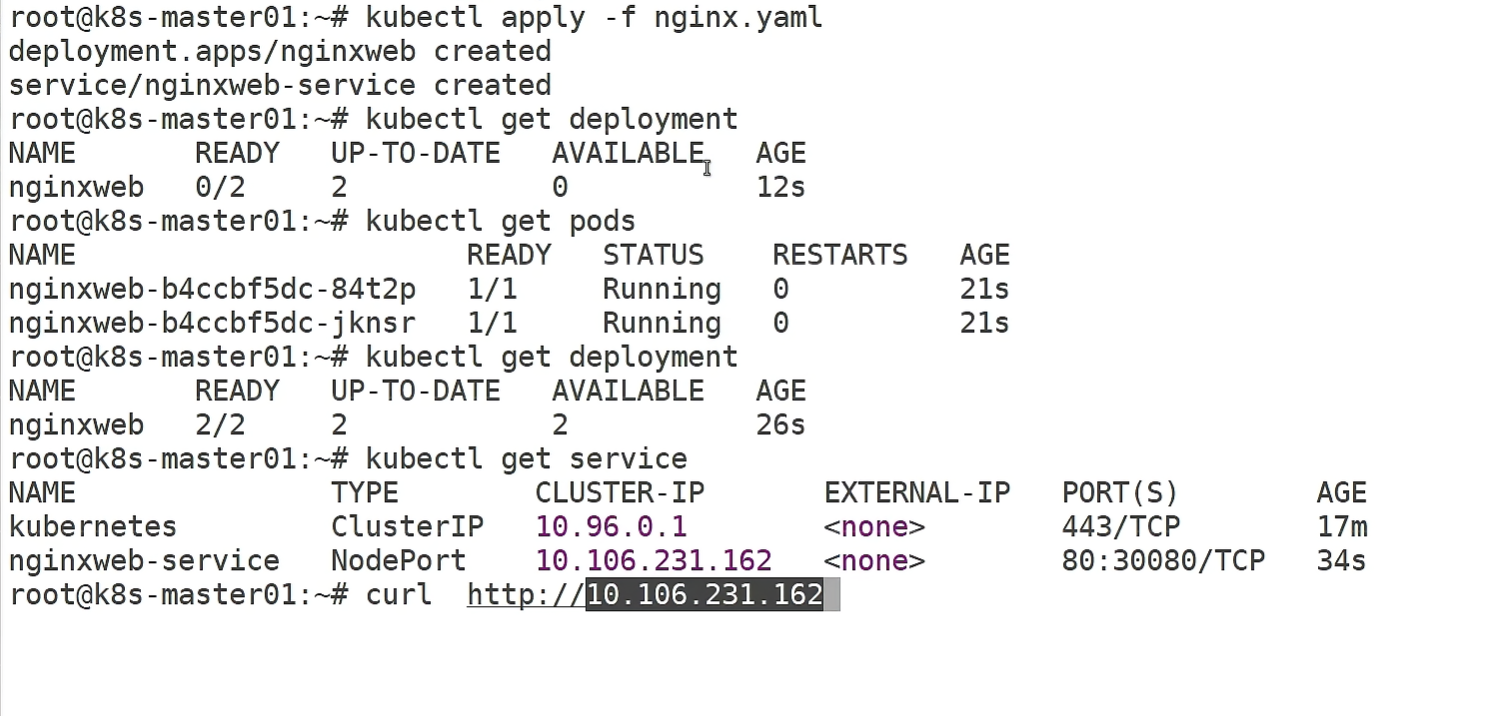 root@k8s-master01:~# kubectl apply -f nginx.yaml
deployment.apps/nginxweb created
service/nginxweb-service created
root@k8s-master01:~# kubectl get deployment
NAME       READY   UP-TO-DATE   AVAILABLE   AGE
nginxweb   0/2     2            0           12s
root@k8s-master01:~# kubectl get pods
NAME                       READY   STATUS    RESTARTS   AGE
nginxweb-b4ccbf5dc-84t2p   1/1     Running   0          21s
nginxweb-b4ccbf5dc-jknsr   1/1     Running   0          21s
root@k8s-master01:~# kubectl get deployment
NAME       READY   UP-TO-DATE   AVAILABLE   AGE
nginxweb   2/2     2            2           26s
root@k8s-master01:~# kubectl get service
NAME               TYPE        CLUSTER-IP       EXTERNAL-IP   PORT(S)        AGE
kubernetes         ClusterIP   10.96.0.1        <none>        443/TCP        17m
nginxweb-service   NodePort    10.106.231.162   <none>        80:30080/TCP   34s
root@k8s-master01:~# curl  http://10.106.231.162